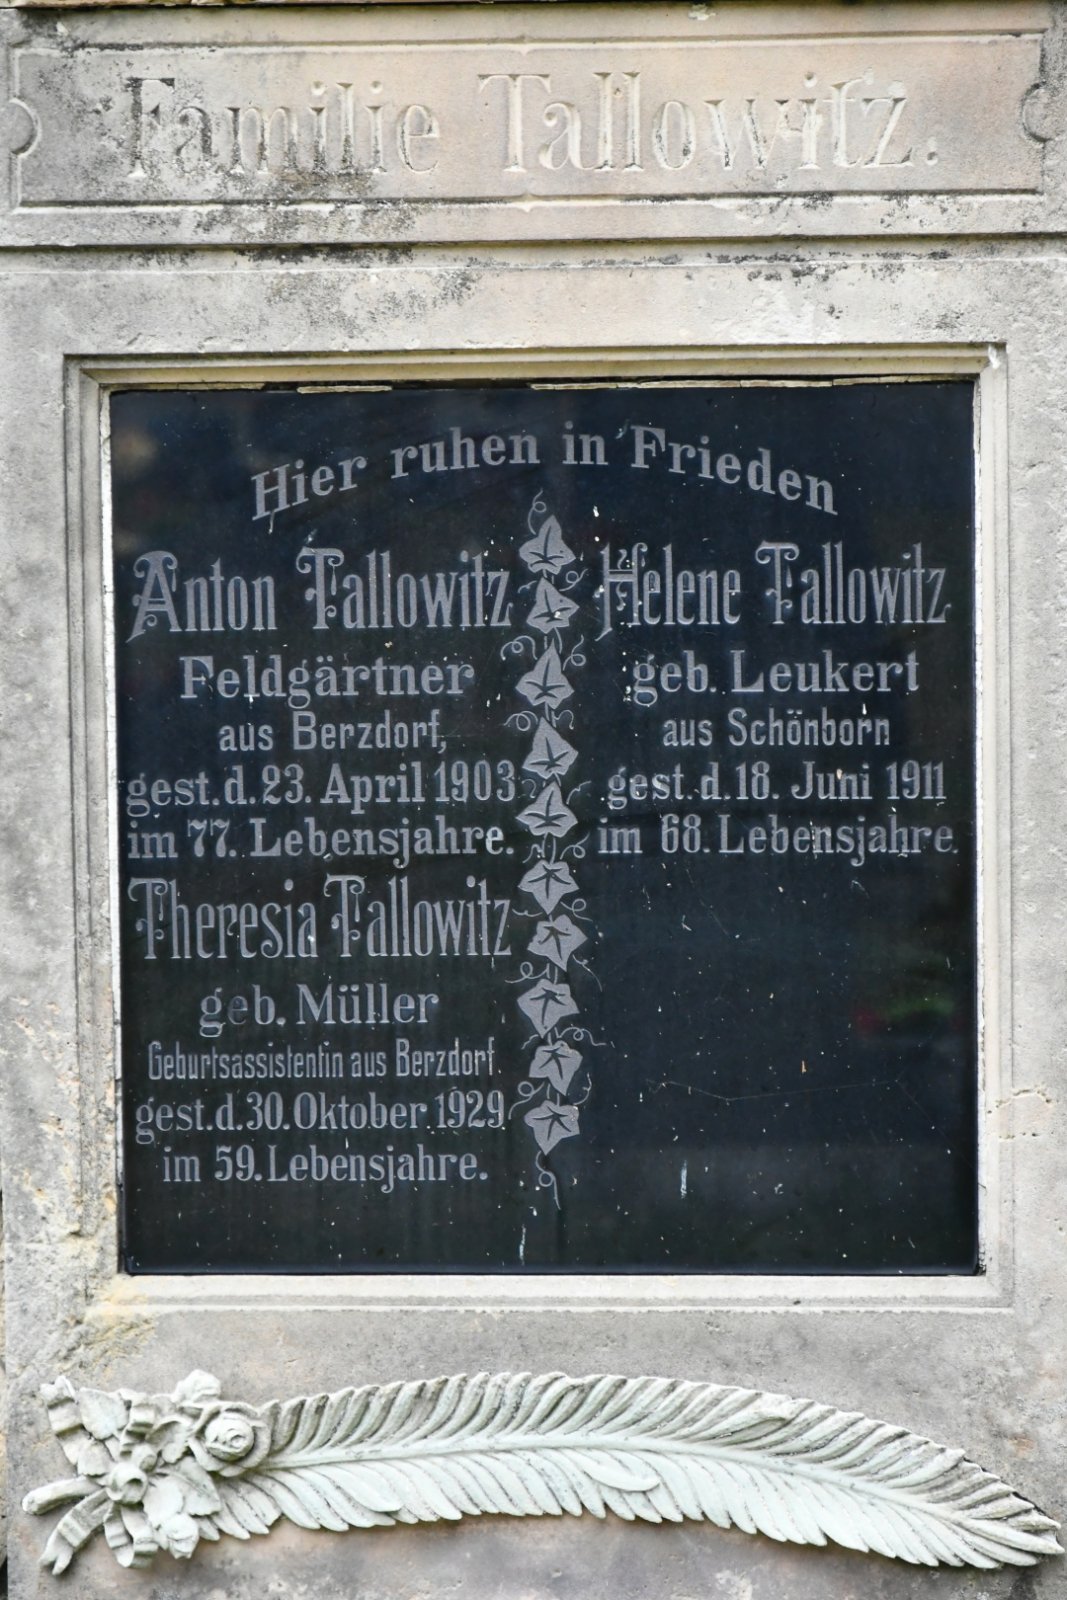 Familie Tallowitz.
Hier ruhen in Frieden
Anton Tallowitz
Feldgärtner
aus Berzdorf,
gest. d. 23. April 1903
im 77. Lebensjahre.
Theresia Tallowitz
geb. Müller
Geburtsassistentin aus Berzdorf
gest. d. 30. Oktober 1929
im 59. Lebensjahre.
Helene Tallowitz
geb. Leukert
aus Schönborn
gest. d. 18. Juni 1911
im 68. Lebensjahre.